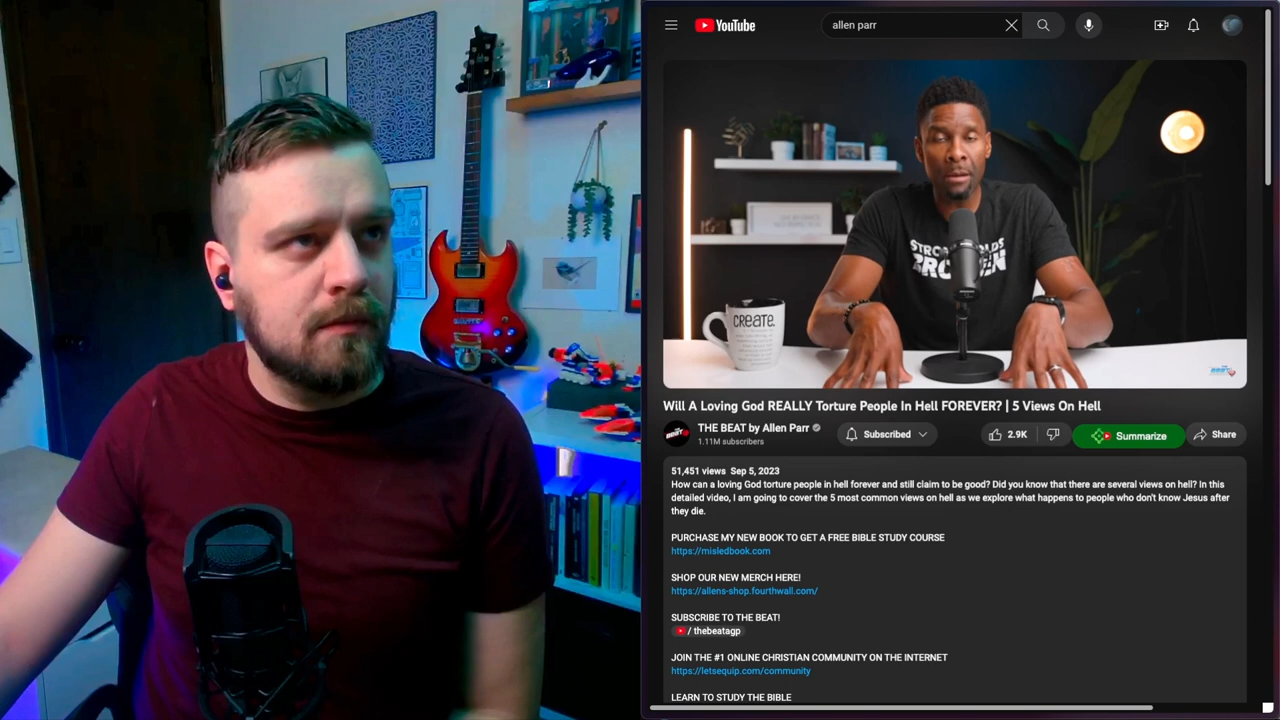 YouTube
allen parr
STRONGHOLDS
BROKEN
CREATE.
THE BEAT
Will A Loving God REALLY Torture People In Hell FOREVER? | 5 Views On Hell
THE BEAT by Allen Parr
1.11M subscribers
Subscribed
2.9K
Summarize
Share
51,451 views Sep 5, 2023
How can a loving God torture people in hell forever and still claim to be good? Did you know that there are several views on hell? In this
detailed video, I am going to cover the 5 most common views on hell as we explore what happens to people who don't know Jesus after
they die.
PURCHASE MY NEW BOOK TO GET A FREE BIBLE STUDY COURSE
https://misledbook.com
SHOP OUR NEW MERCH HERE!
https://allens-shop.fourthwall.com/
SUBSCRIBE TO THE BEAT!
/ thebeatagp
JOIN THE #1 ONLINE CHRISTIAN COMMUNITY ON THE INTERNET
https://letsequip.com/community
LEARN TO STUDY THE BIBLE